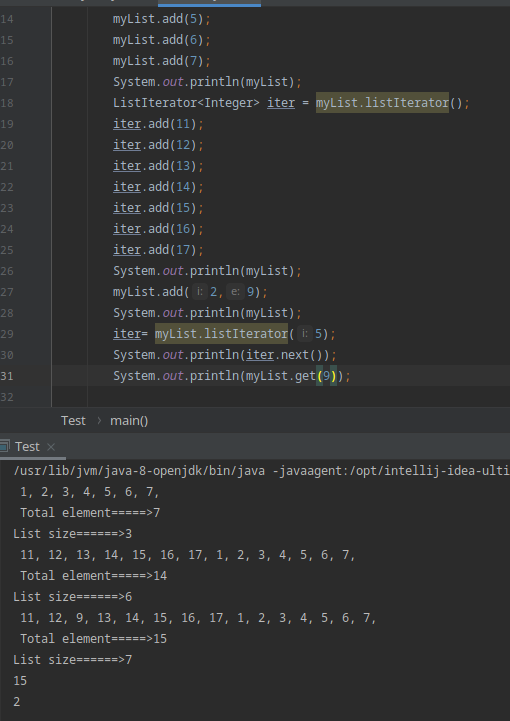 14 myList.add(5);
15 myList.add(6);
16 myList.add(7);
17 System.out.println(myList);
18 ListIterator<Integer> iter = myList.listIterator();
19 iter.add(11);
20 iter.add(12);
21 iter.add(13);
22 iter.add(14);
23 iter.add(15);
24 iter.add(16);
25 iter.add(17);
26 System.out.println(myList);
27 myList.add( i: 2, e: 9);
28 System.out.println(myList);
29 iter= myList.listIterator( i: 5);
30 System.out.println(iter.next());
31 System.out.println(myList.get(9));
32
Test › main()
Test ×
/usr/lib/jvm/java-8-openjdk/bin/java -javaagent:/opt/intellij-idea-ulti
1, 2, 3, 4, 5, 6, 7,
Total element=====>7
List size======>3
11, 12, 13, 14, 15, 16, 17, 1, 2, 3, 4, 5, 6, 7,
Total element=====>14
List size======>6
11, 12, 9, 13, 14, 15, 16, 17, 1, 2, 3, 4, 5, 6, 7,
Total element=====>15
List size======>7
15
2